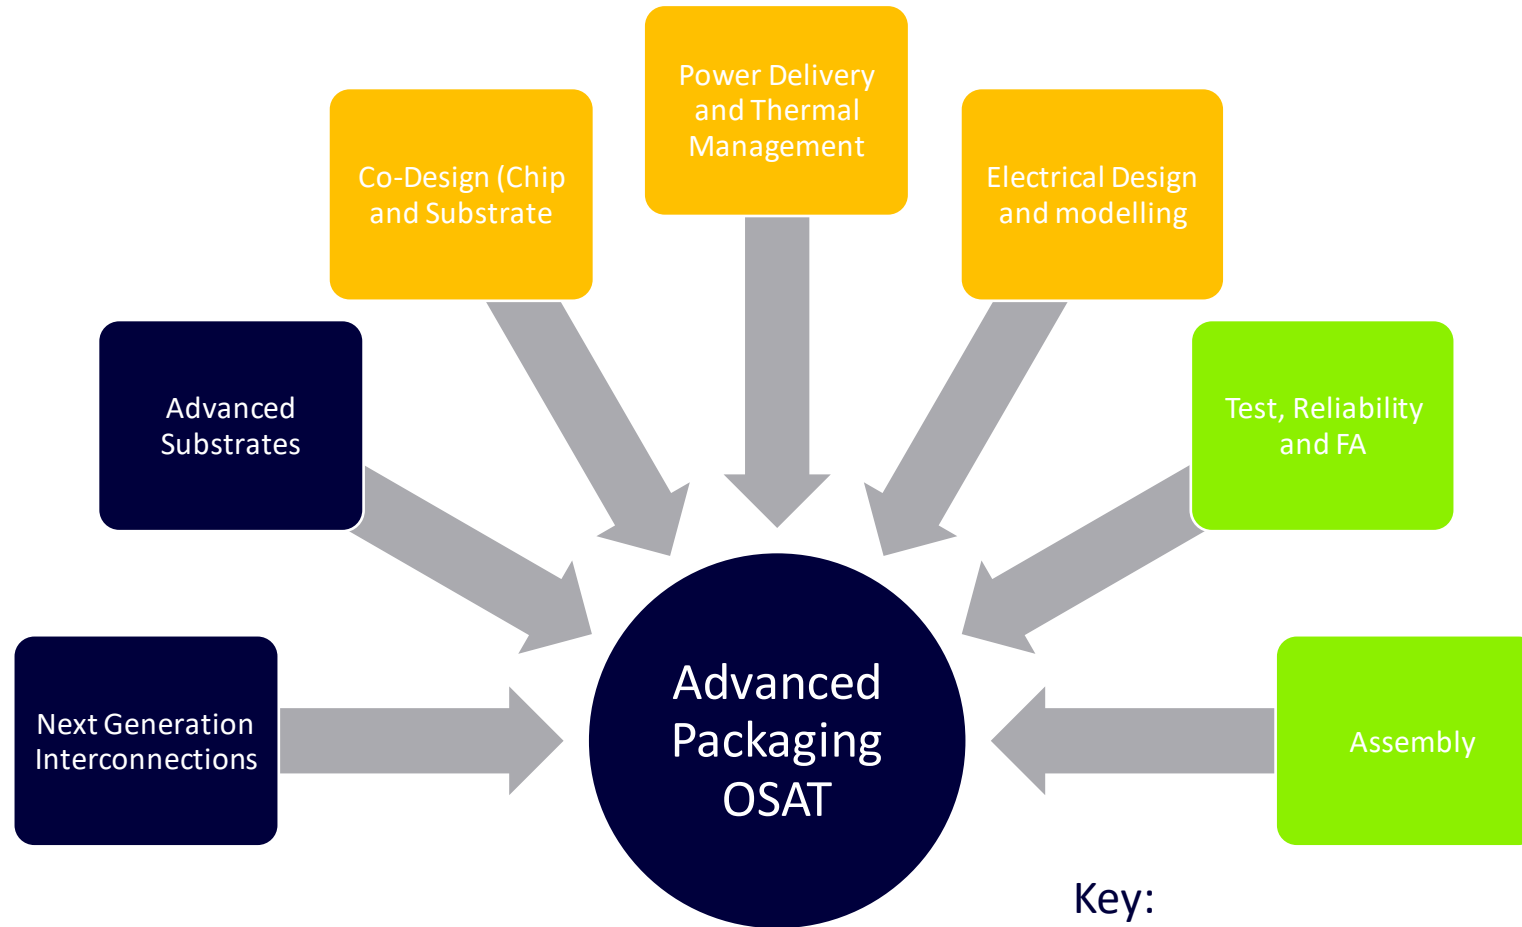 Power Delivery
and Thermal
Management
Co-Design (Chip
and Substrate
Electrical Design
and modelling
Advanced
Substrates
Test, Reliability
and FA
Next Generation
Interconnections
Advanced
Packaging
OSAT
Assembly
Key: